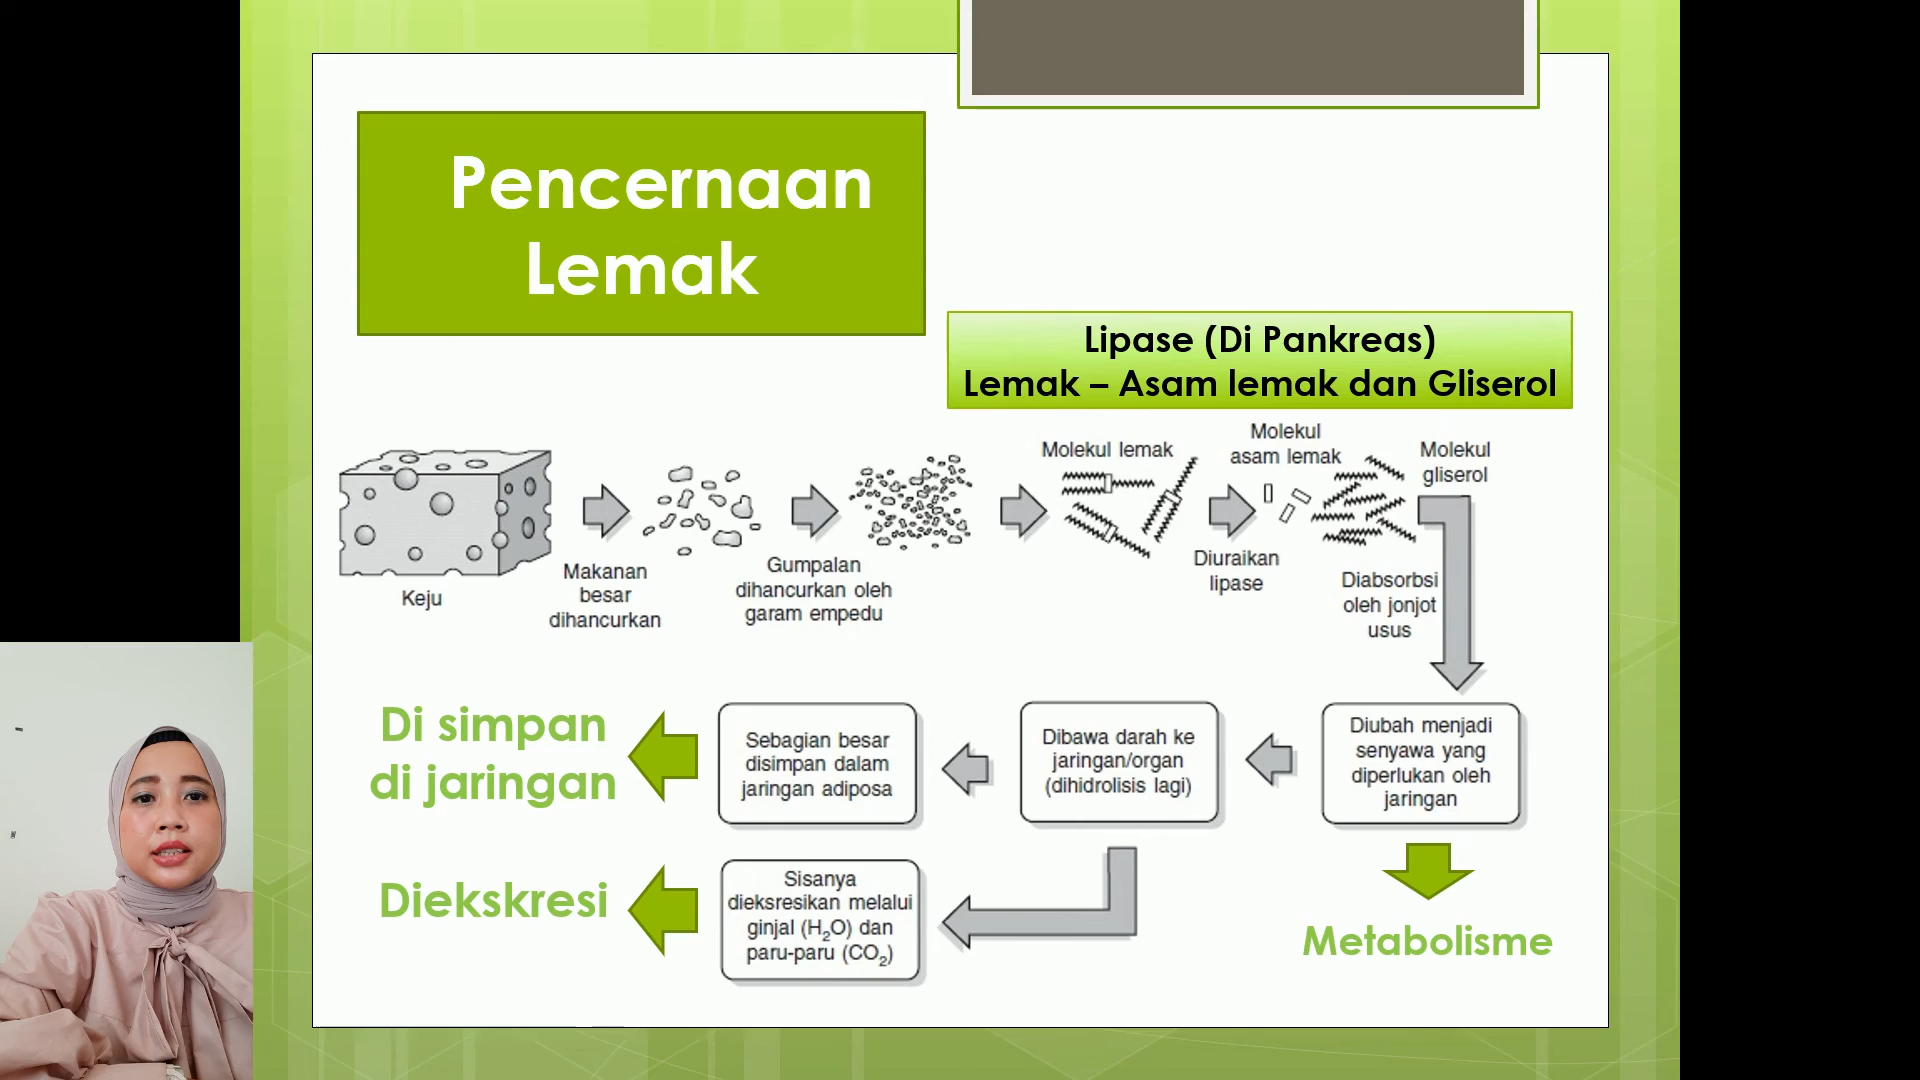 Pencernaan
Lemak
Lipase (Di Pankreas)
Lemak – Asam lemak dan Gliserol
Keju
Makanan
besar
dihancurkan
Gumpalan
dihancurkan oleh
garam empedu
Molekul lemak
Diuraikan
lipase
Molekul
asam lemak
Molekul
gliserol
Diabsorbsi
oleh jonjot
usus
Diubah menjadi
senyawa yang
diperlukan oleh
jaringan
Metabolisme
Dibawa darah ke
jaringan/organ
(dihidrolisis lagi)
Sebagian besar
disimpan dalam
jaringan adiposa
Di simpan
di jaringan
Sisanya
dieksresikan melalui
ginjal (H₂O) dan
paru-paru (CO₂)
Diekskresi